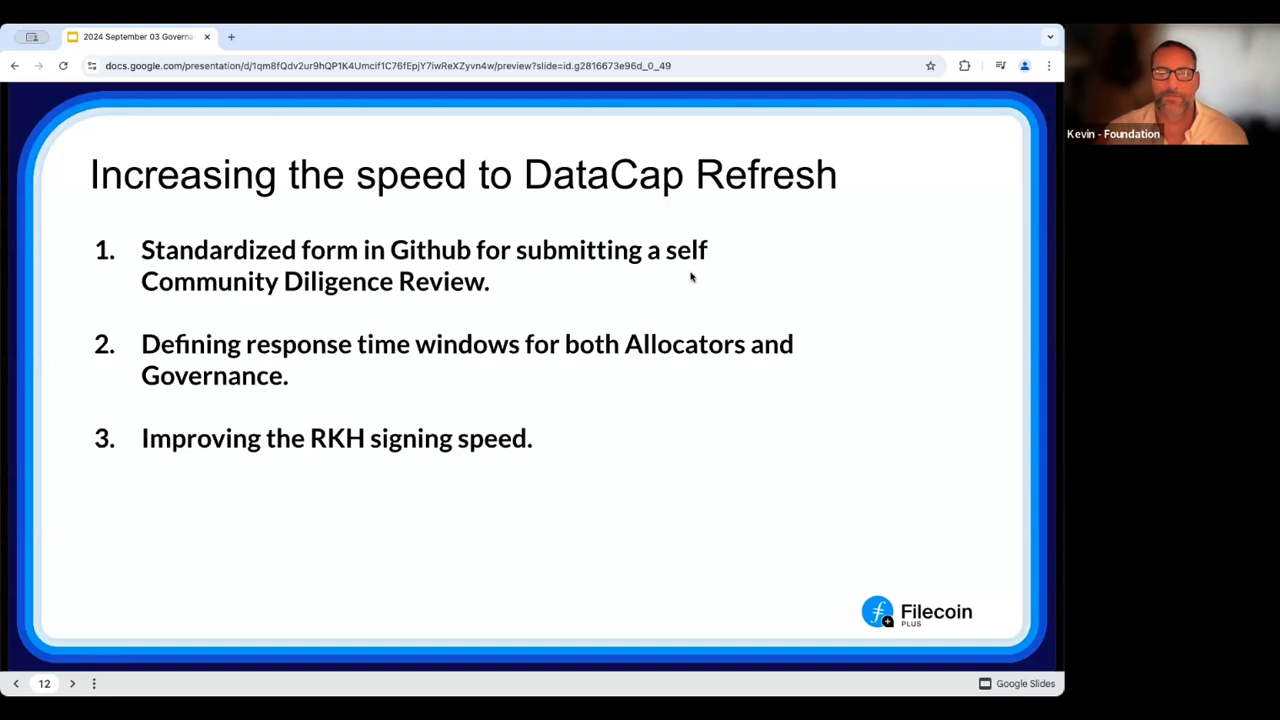 2024 September 03 Governa
docs.google.com/presentation/d/1qm8fQdv2ur9hQP1K4Umcif1C76fEpjY7iwReXZyvn4w/preview?slide=id.g2816673e96d_0_49
Kevin - Foundation
Increasing the speed to DataCap Refresh
1. Standardized form in Github for submitting a self
Community Diligence Review.
2. Defining response time windows for both Allocators and
Governance.
3. Improving the RKH signing speed.
Filecoin
PLUS
12
Google Slides